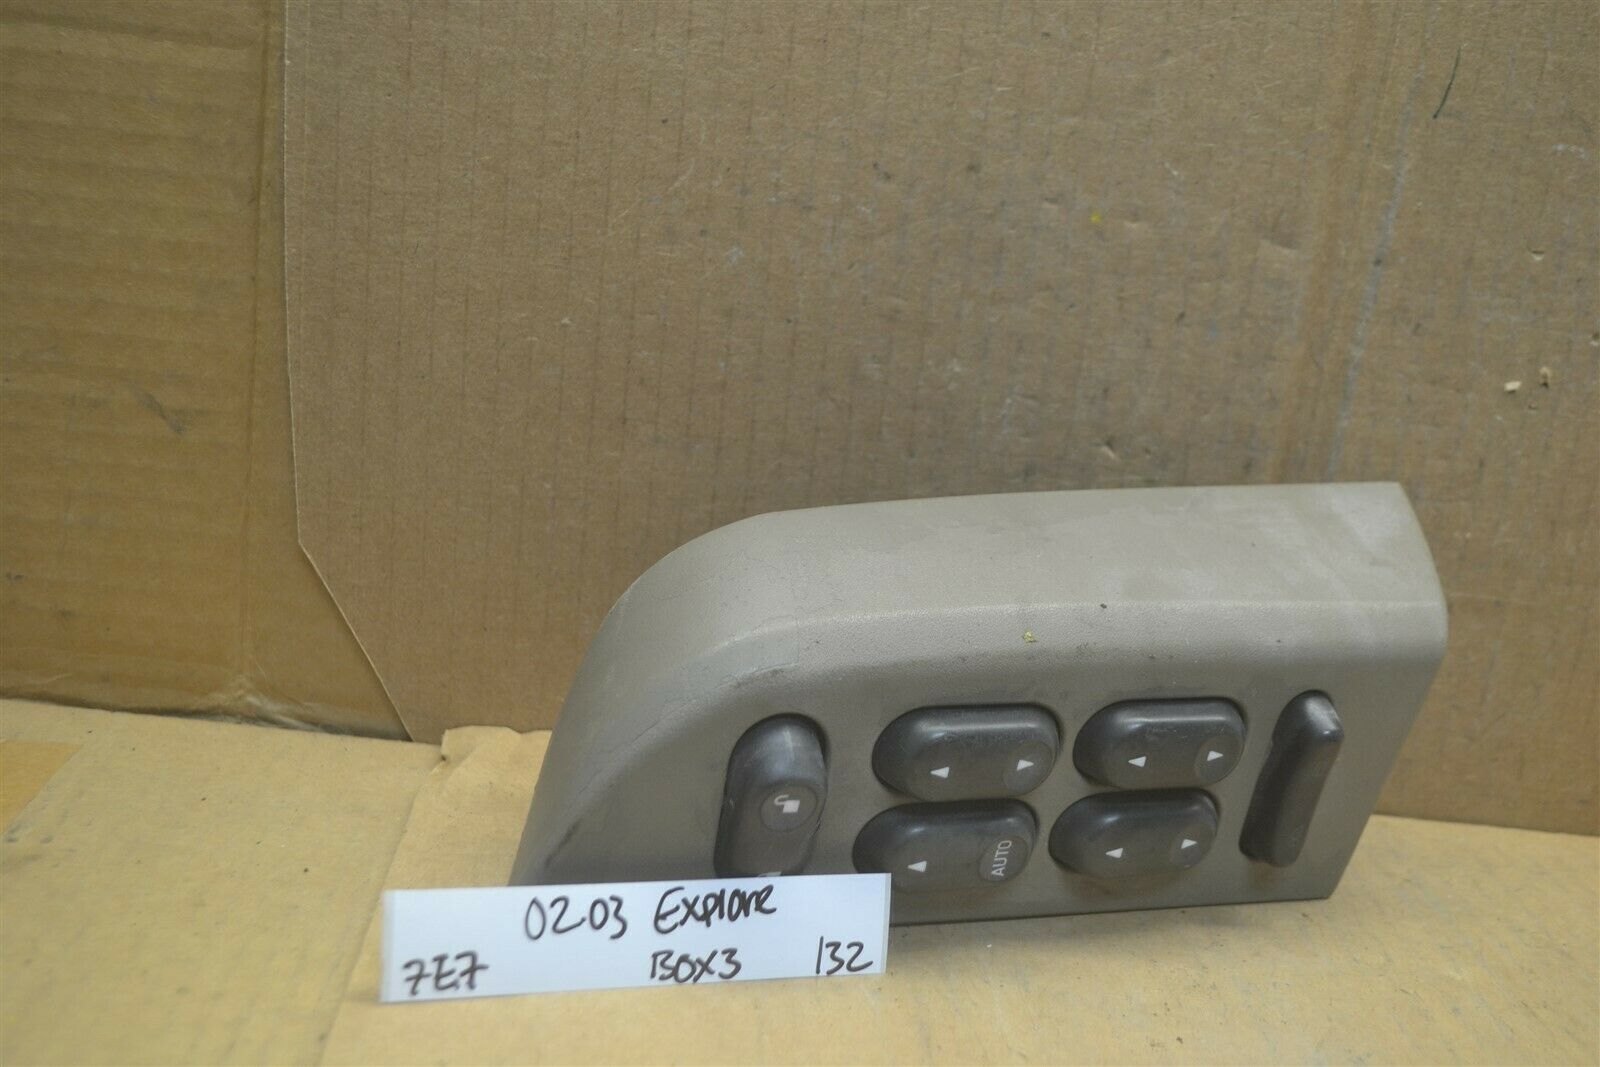 AUTO
02-03 Explore
7E7 BOX3 132